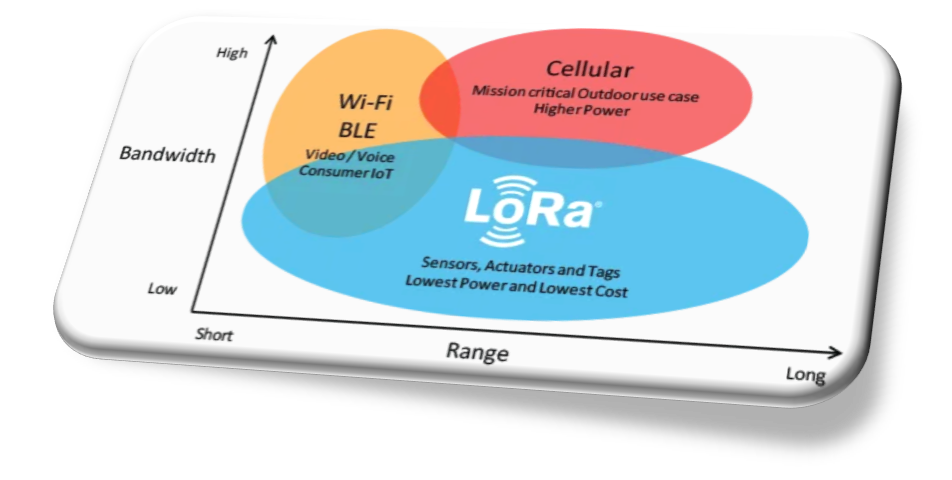 High
Bandwidth
Low
Wi-Fi
BLE
Video / Voice
Consumer IoT
Cellular
Mission critical Outdoor use case
Higher Power
LoRa®
Sensors, Actuators and Tags
Lowest Power and Lowest Cost
Short
Range
Long